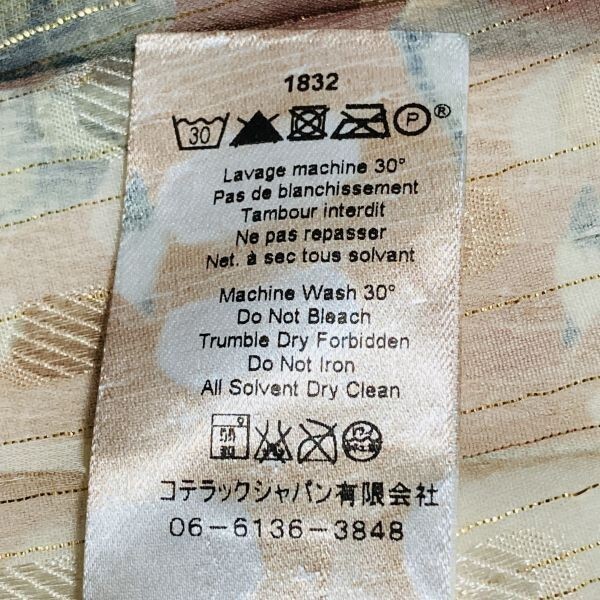 1832
30 P®
Lavage machine 30°
Pas de blanchissement
Tambour interdit
Ne pas repasser
Net. à sec tous solvant
Machine Wash 30°
Do Not Bleach
Trumble Dry Forbidden
Do Not Iron
All Solvent Dry Clean
コテラックジャパン有限会社
06-6136-3848